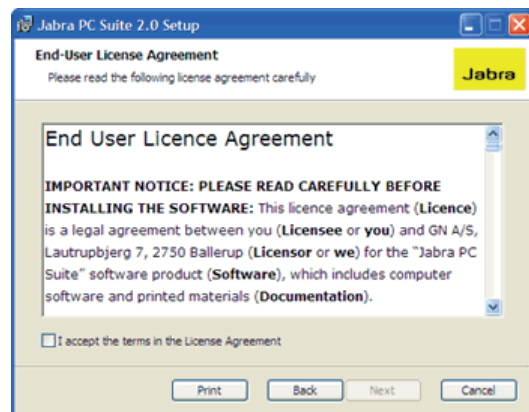 Jabra PC Suite 2.0 Setup
End-User License Agreement
Please read the following license agreement carefully
Jabra
End User Licence Agreement
IMPORTANT NOTICE: PLEASE READ CAREFULLY BEFORE
INSTALLING THE SOFTWARE: This licence agreement (Licence)
is a legal agreement between you (Licensee or you) and GN A/S,
Lautrupbjerg 7, 2750 Ballerup (Licensor or we) for the "Jabra PC
Suite" software product (Software), which includes computer
software and printed materials (Documentation).
I accept the terms in the License Agreement
Print Back Next Cancel